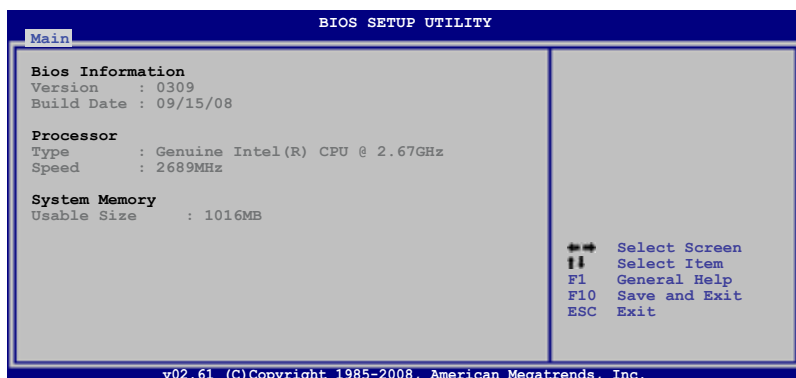 BIOS SETUP UTILITY
Main
Bios Information
Version : 0309
Build Date : 09/15/08
Processor
Type : Genuine Intel(R) CPU @ 2.67GHz
Speed : 2689MHz
System Memory
Usable Size : 1016MB
←→ Select Screen
↑↓ Select Item
F1 General Help
F10 Save and Exit
ESC Exit
v02.61 (C)Copyright 1985-2008, American Megatrends, Inc.